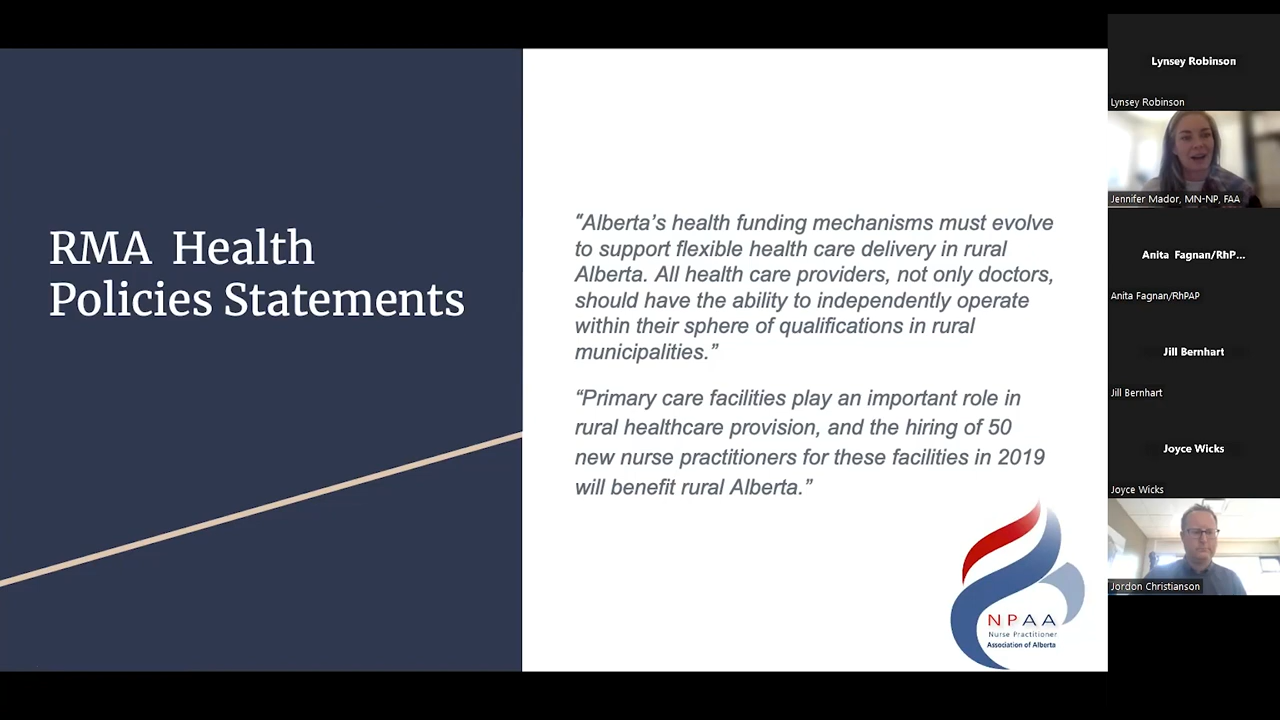 RMA Health
Policies Statements
“Alberta’s health funding mechanisms must evolve
to support flexible health care delivery in rural
Alberta. All health care providers, not only doctors,
should have the ability to independently operate
within their sphere of qualifications in rural
municipalities.”
“Primary care facilities play an important role in
rural healthcare provision, and the hiring of 50
new nurse practitioners for these facilities in 2019
will benefit rural Alberta.”
NPAA
Nurse Practitioner
Association of Alberta
Lynsey Robinson
Lynsey Robinson
Jennifer Mador, MN-NP, FAA
Anita Fagnan/RhP...
Anita Fagnan/RhPAP
Jill Bernhart
Jill Bernhart
Joyce Wicks
Joyce Wicks
Jordon Christianson